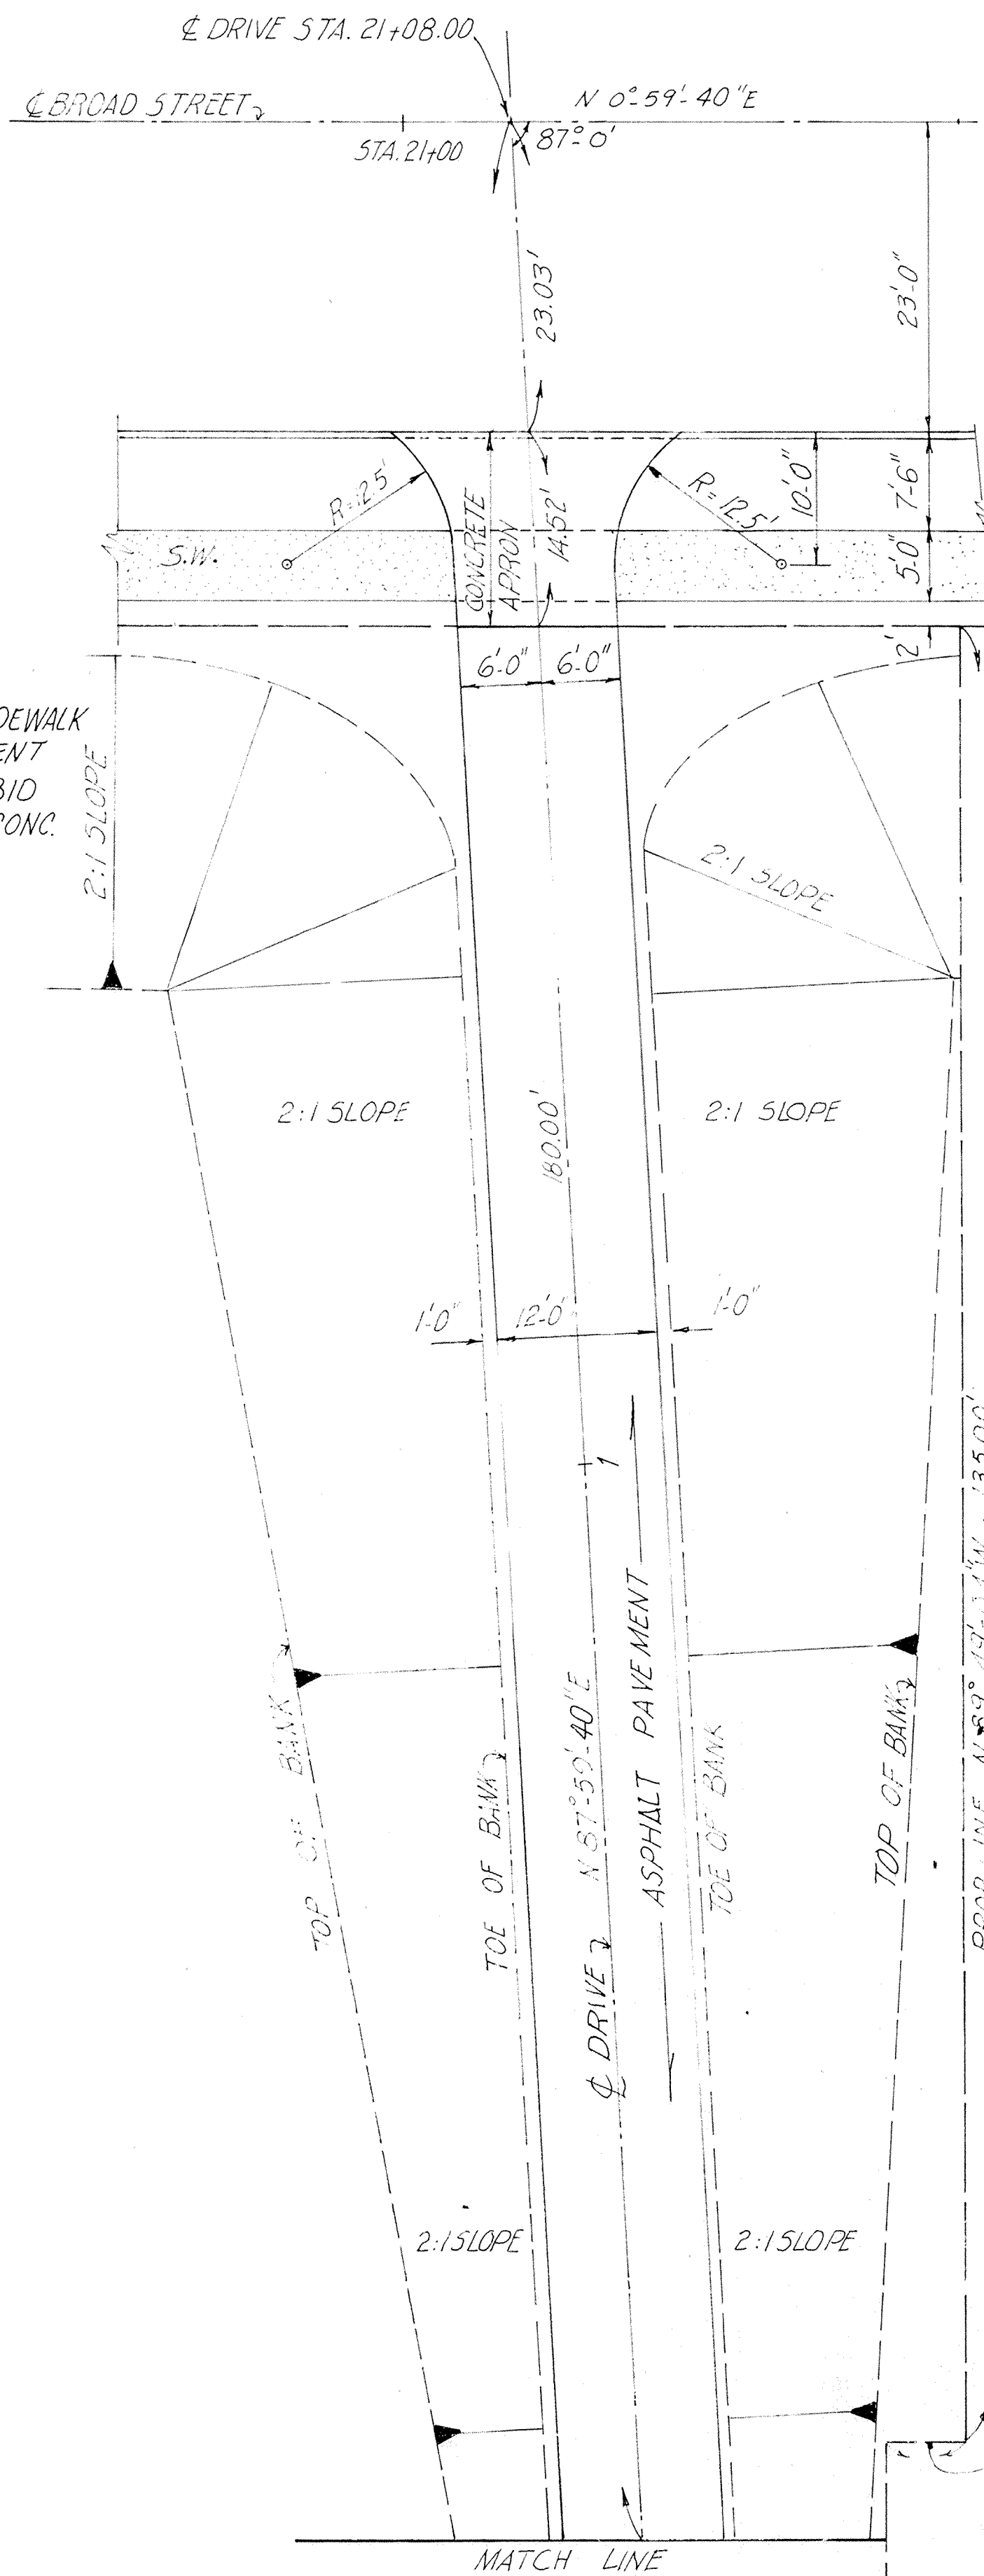 ℄ DRIVE STA. 21+08.00
℄ BROAD STREET
N 0°-59'-40"E
STA. 21+00
87°-0'
23.03'
23'-0"
R=12.5'
CONCRETE
APRON
14.52'
R=12.5'
10'-0"
7'-6"
S.W.
5'-0"
2'
6'-0"
6'-0"
2:1 SLOPE
2:1 SLOPE
2:1 SLOPE
180.00'
2:1 SLOPE
1'-0"
12'-0"
1'-0"
1
TOP OF BANK
TOE OF BANK
℄ DRIVE
N 87°-59'-40"E
ASPHALT PAVEMENT
TOE OF BANK
TOP OF BANK
135.00'
2:1 SLOPE
2:1 SLOPE
MATCH LINE